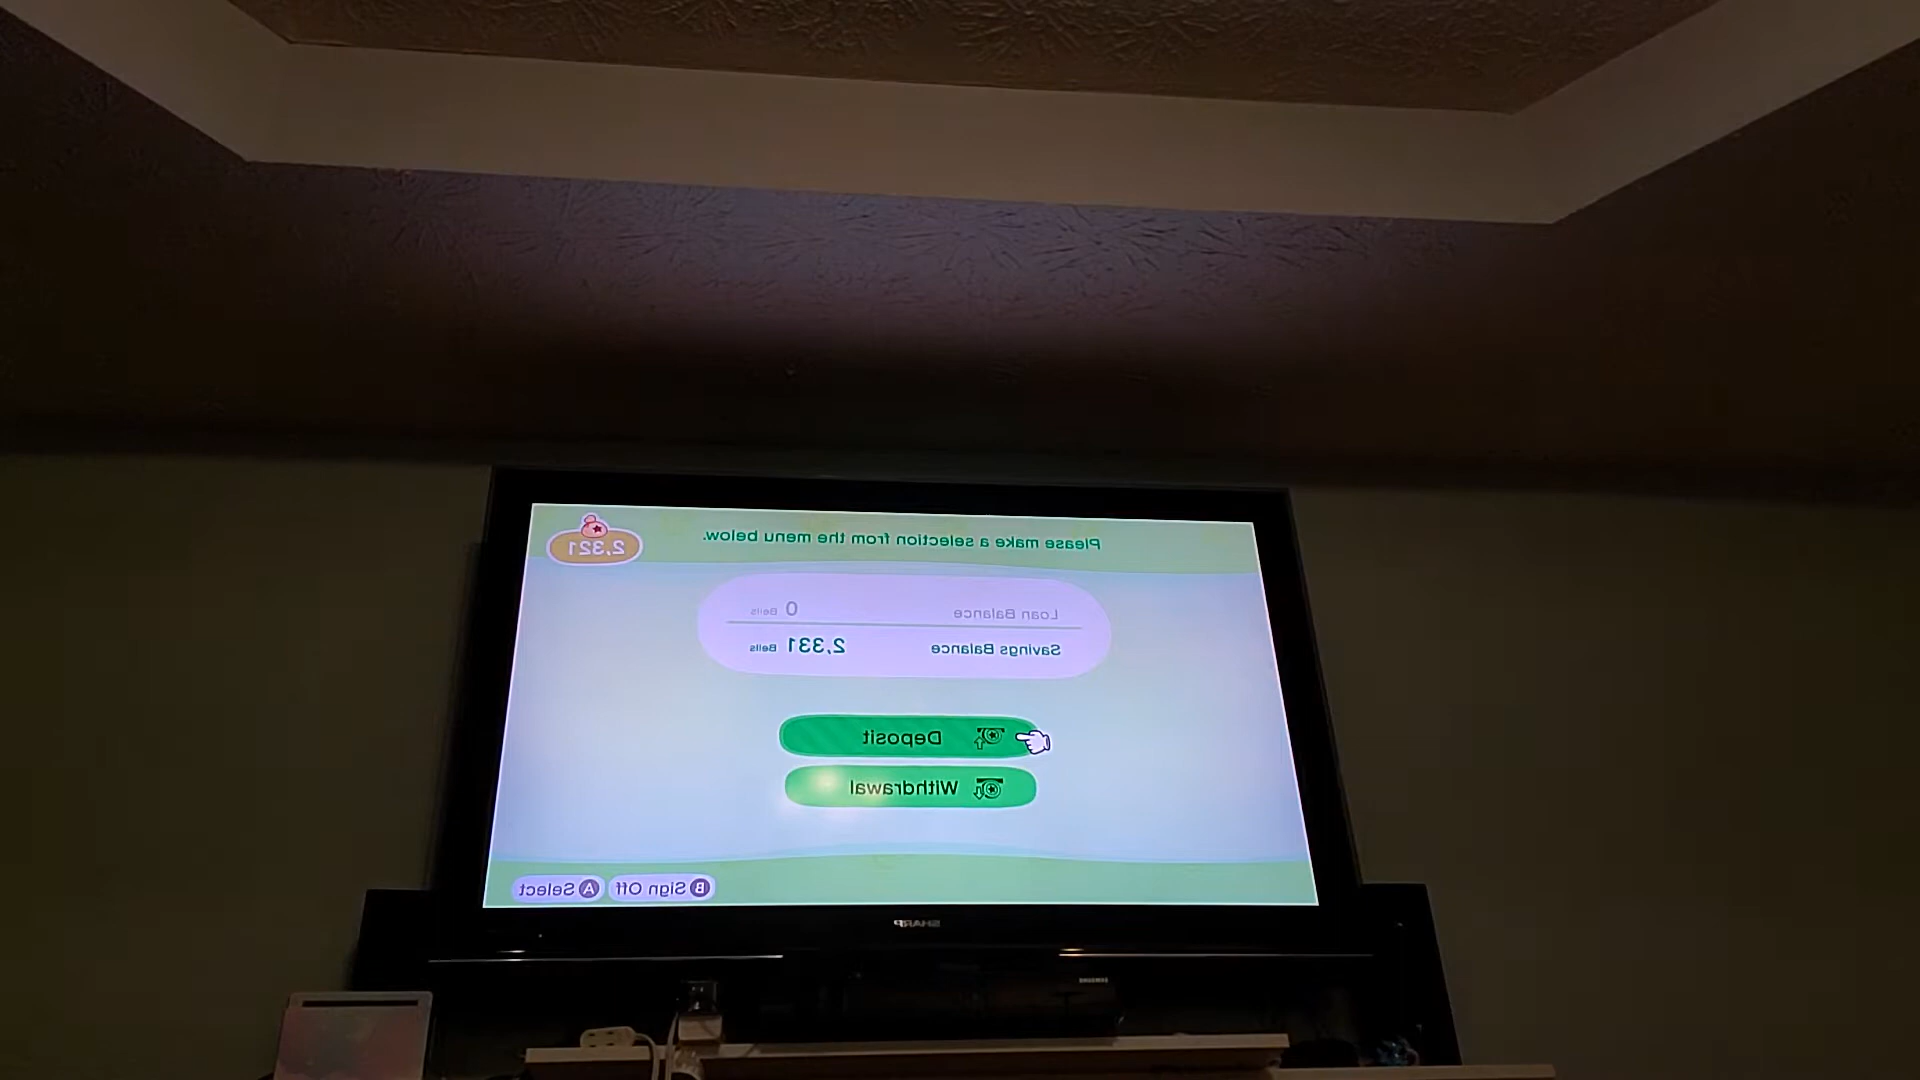 Please make a selection from the menu below.
2,321
Loan Balance 0 Bells
Savings Balance 2,331 Bells
Deposit
Withdrawal
B Sign Off A Select
SHARP
SAMSUNG